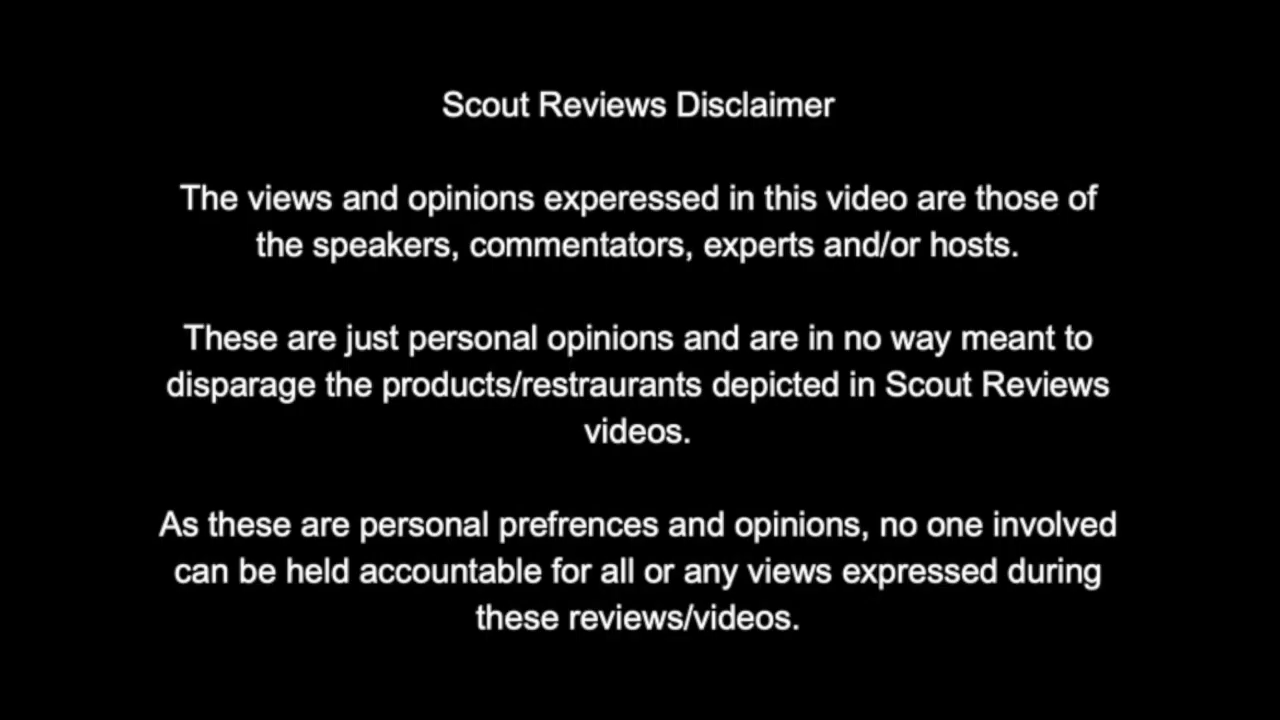 Scout Reviews Disclaimer
The views and opinions experessed in this video are those of
the speakers, commentators, experts and/or hosts.
These are just personal opinions and are in no way meant to
disparage the products/restraurants depicted in Scout Reviews
videos.
As these are personal prefrences and opinions, no one involved
can be held accountable for all or any views expressed during
these reviews/videos.